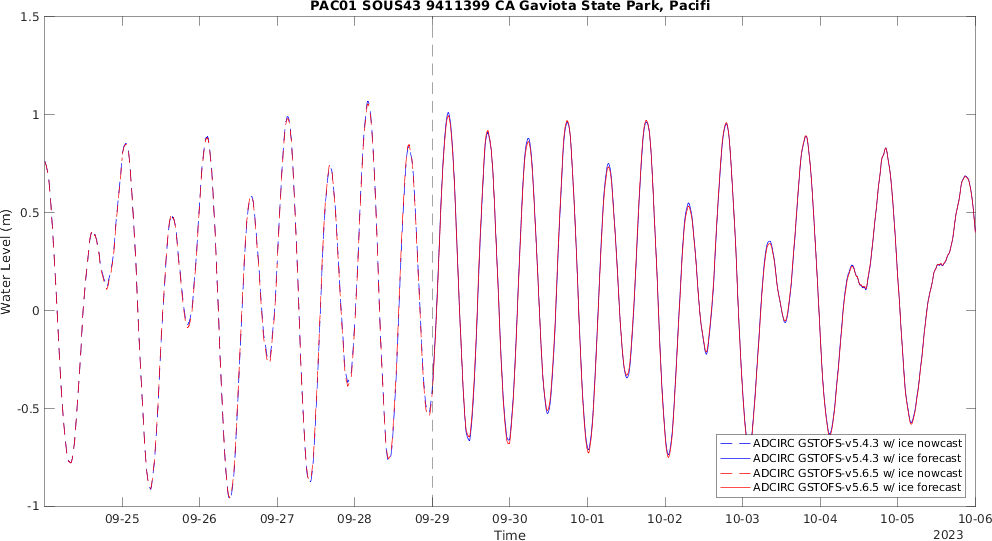 PAC01 SOUS43 9411399 CA Gaviota State Park, Pacifi
1.5
1
0.5
0
-0.5
-1
Water Level (m)
ADCIRC GSTOFS-v5.4.3 w/ ice nowcast
ADCIRC GSTOFS-v5.4.3 w/ ice forecast
ADCIRC GSTOFS-v5.6.5 w/ ice nowcast
ADCIRC GSTOFS-v5.6.5 w/ ice forecast
09-25 09-26 09-27 09-28 09-29 09-30 10-01 10-02 10-03 10-04 10-05 10-06
Time
2023